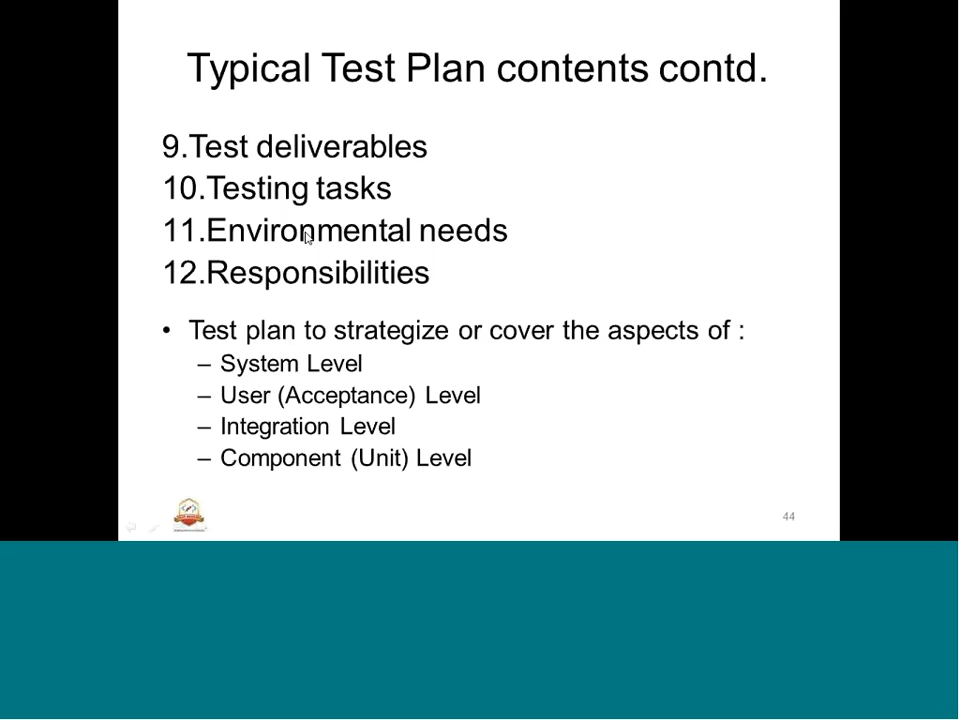 Typical Test Plan contents contd.
9.Test deliverables
10.Testing tasks
11.Environmental needs
12.Responsibilities
• Test plan to strategize or cover the aspects of :
– System Level
– User (Acceptance) Level
– Integration Level
– Component (Unit) Level
44